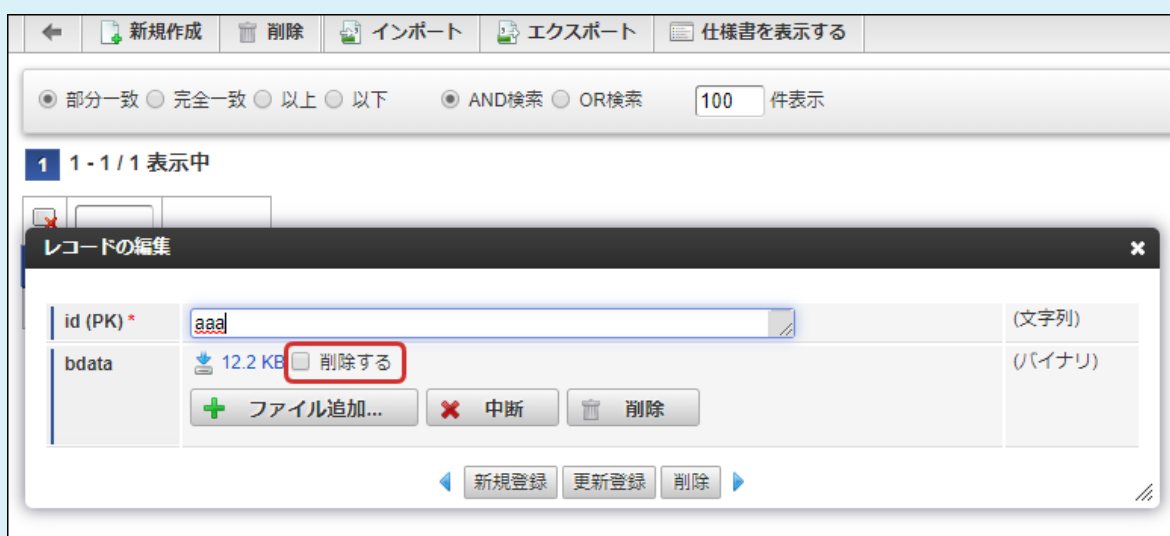 新規作成 削除 インポート エクスポート 仕様書を表示する
部分一致 完全一致 以上 以下 AND検索 OR検索 100 件表示
1 1 - 1 / 1 表示中
レコードの編集
id (PK) * aaa (文字列)
bdata 12.2 KB 削除する (バイナリ)
ファイル追加... 中断 削除
新規登録 更新登録 削除